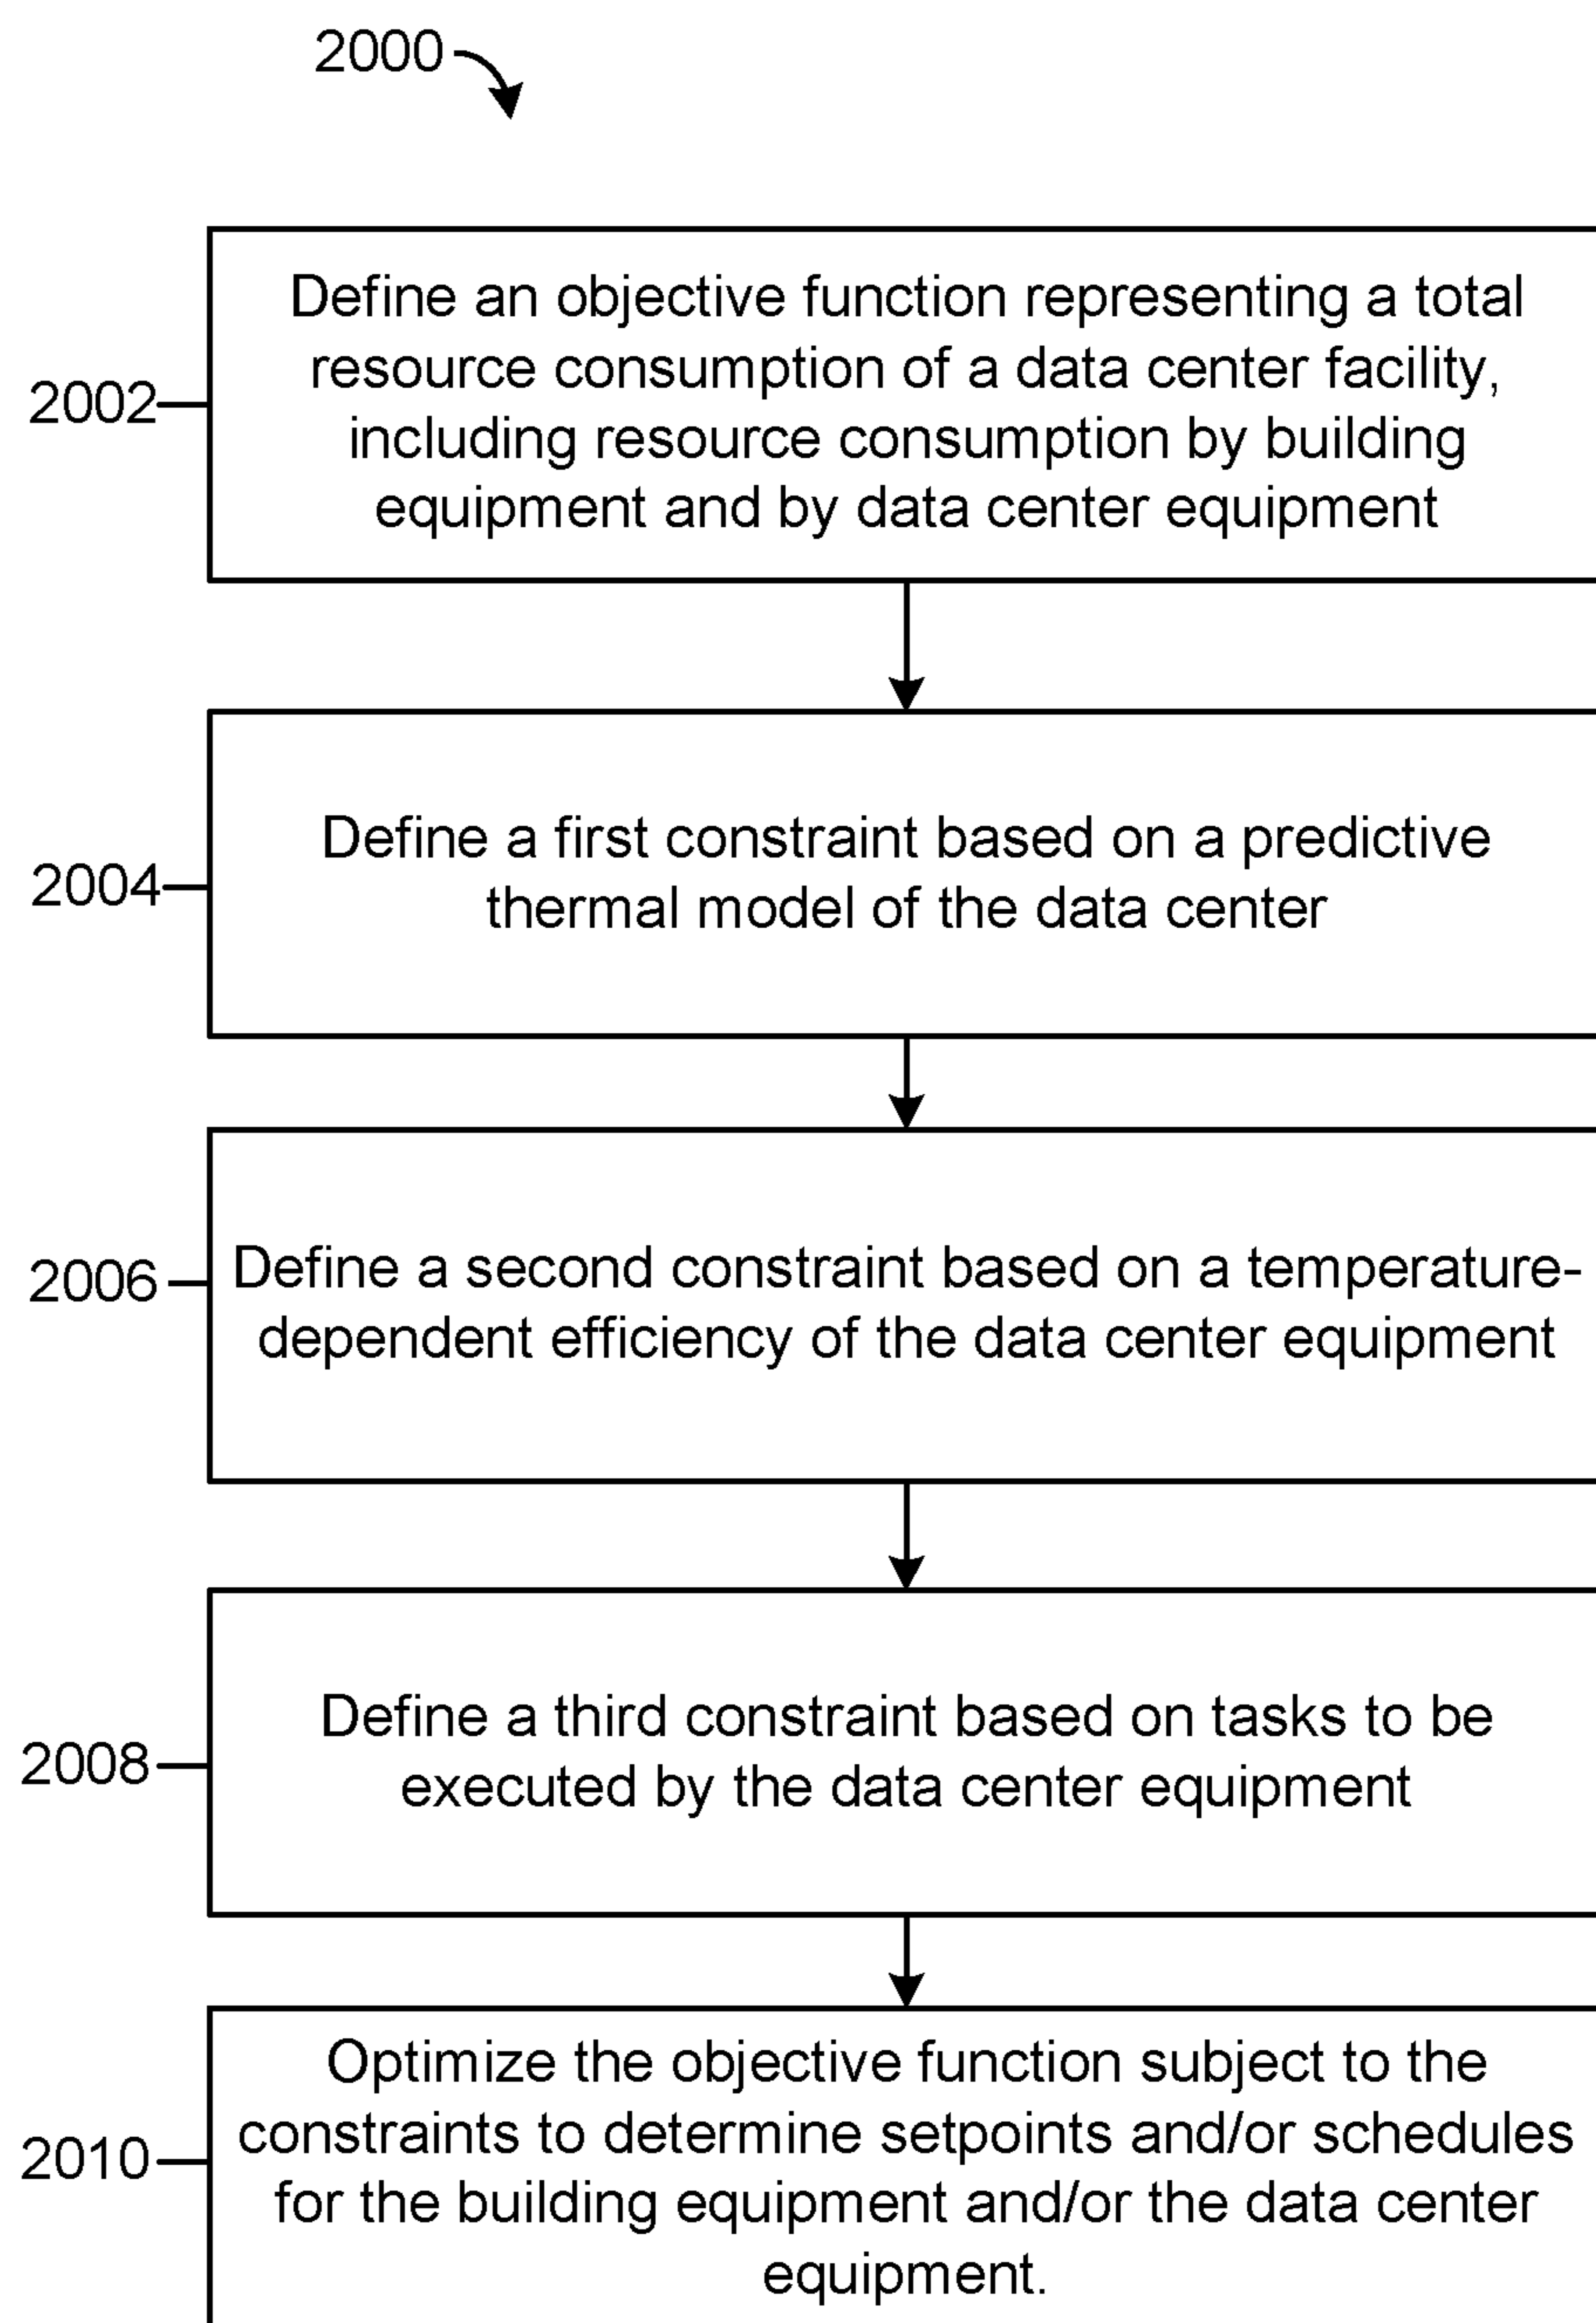 2000
2002
Define an objective function representing a total
resource consumption of a data center facility,
including resource consumption by building
equipment and by data center equipment
2004
Define a first constraint based on a predictive
thermal model of the data center
2006
Define a second constraint based on a temperature-
dependent efficiency of the data center equipment
2008
Define a third constraint based on tasks to be
executed by the data center equipment
2010
Optimize the objective function subject to the
constraints to determine setpoints and/or schedules
for the building equipment and/or the data center
equipment.